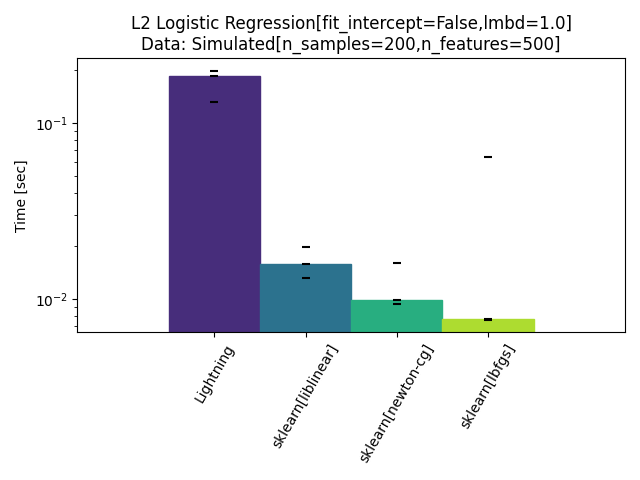 L2 Logistic Regression[fit_intercept=False,lmbd=1.0]
Data: Simulated[n_samples=200,n_features=500]
Time [sec]
10⁻¹
10⁻²
Lightning
sklearn[liblinear]
sklearn[newton-cg]
sklearn[lbfgs]